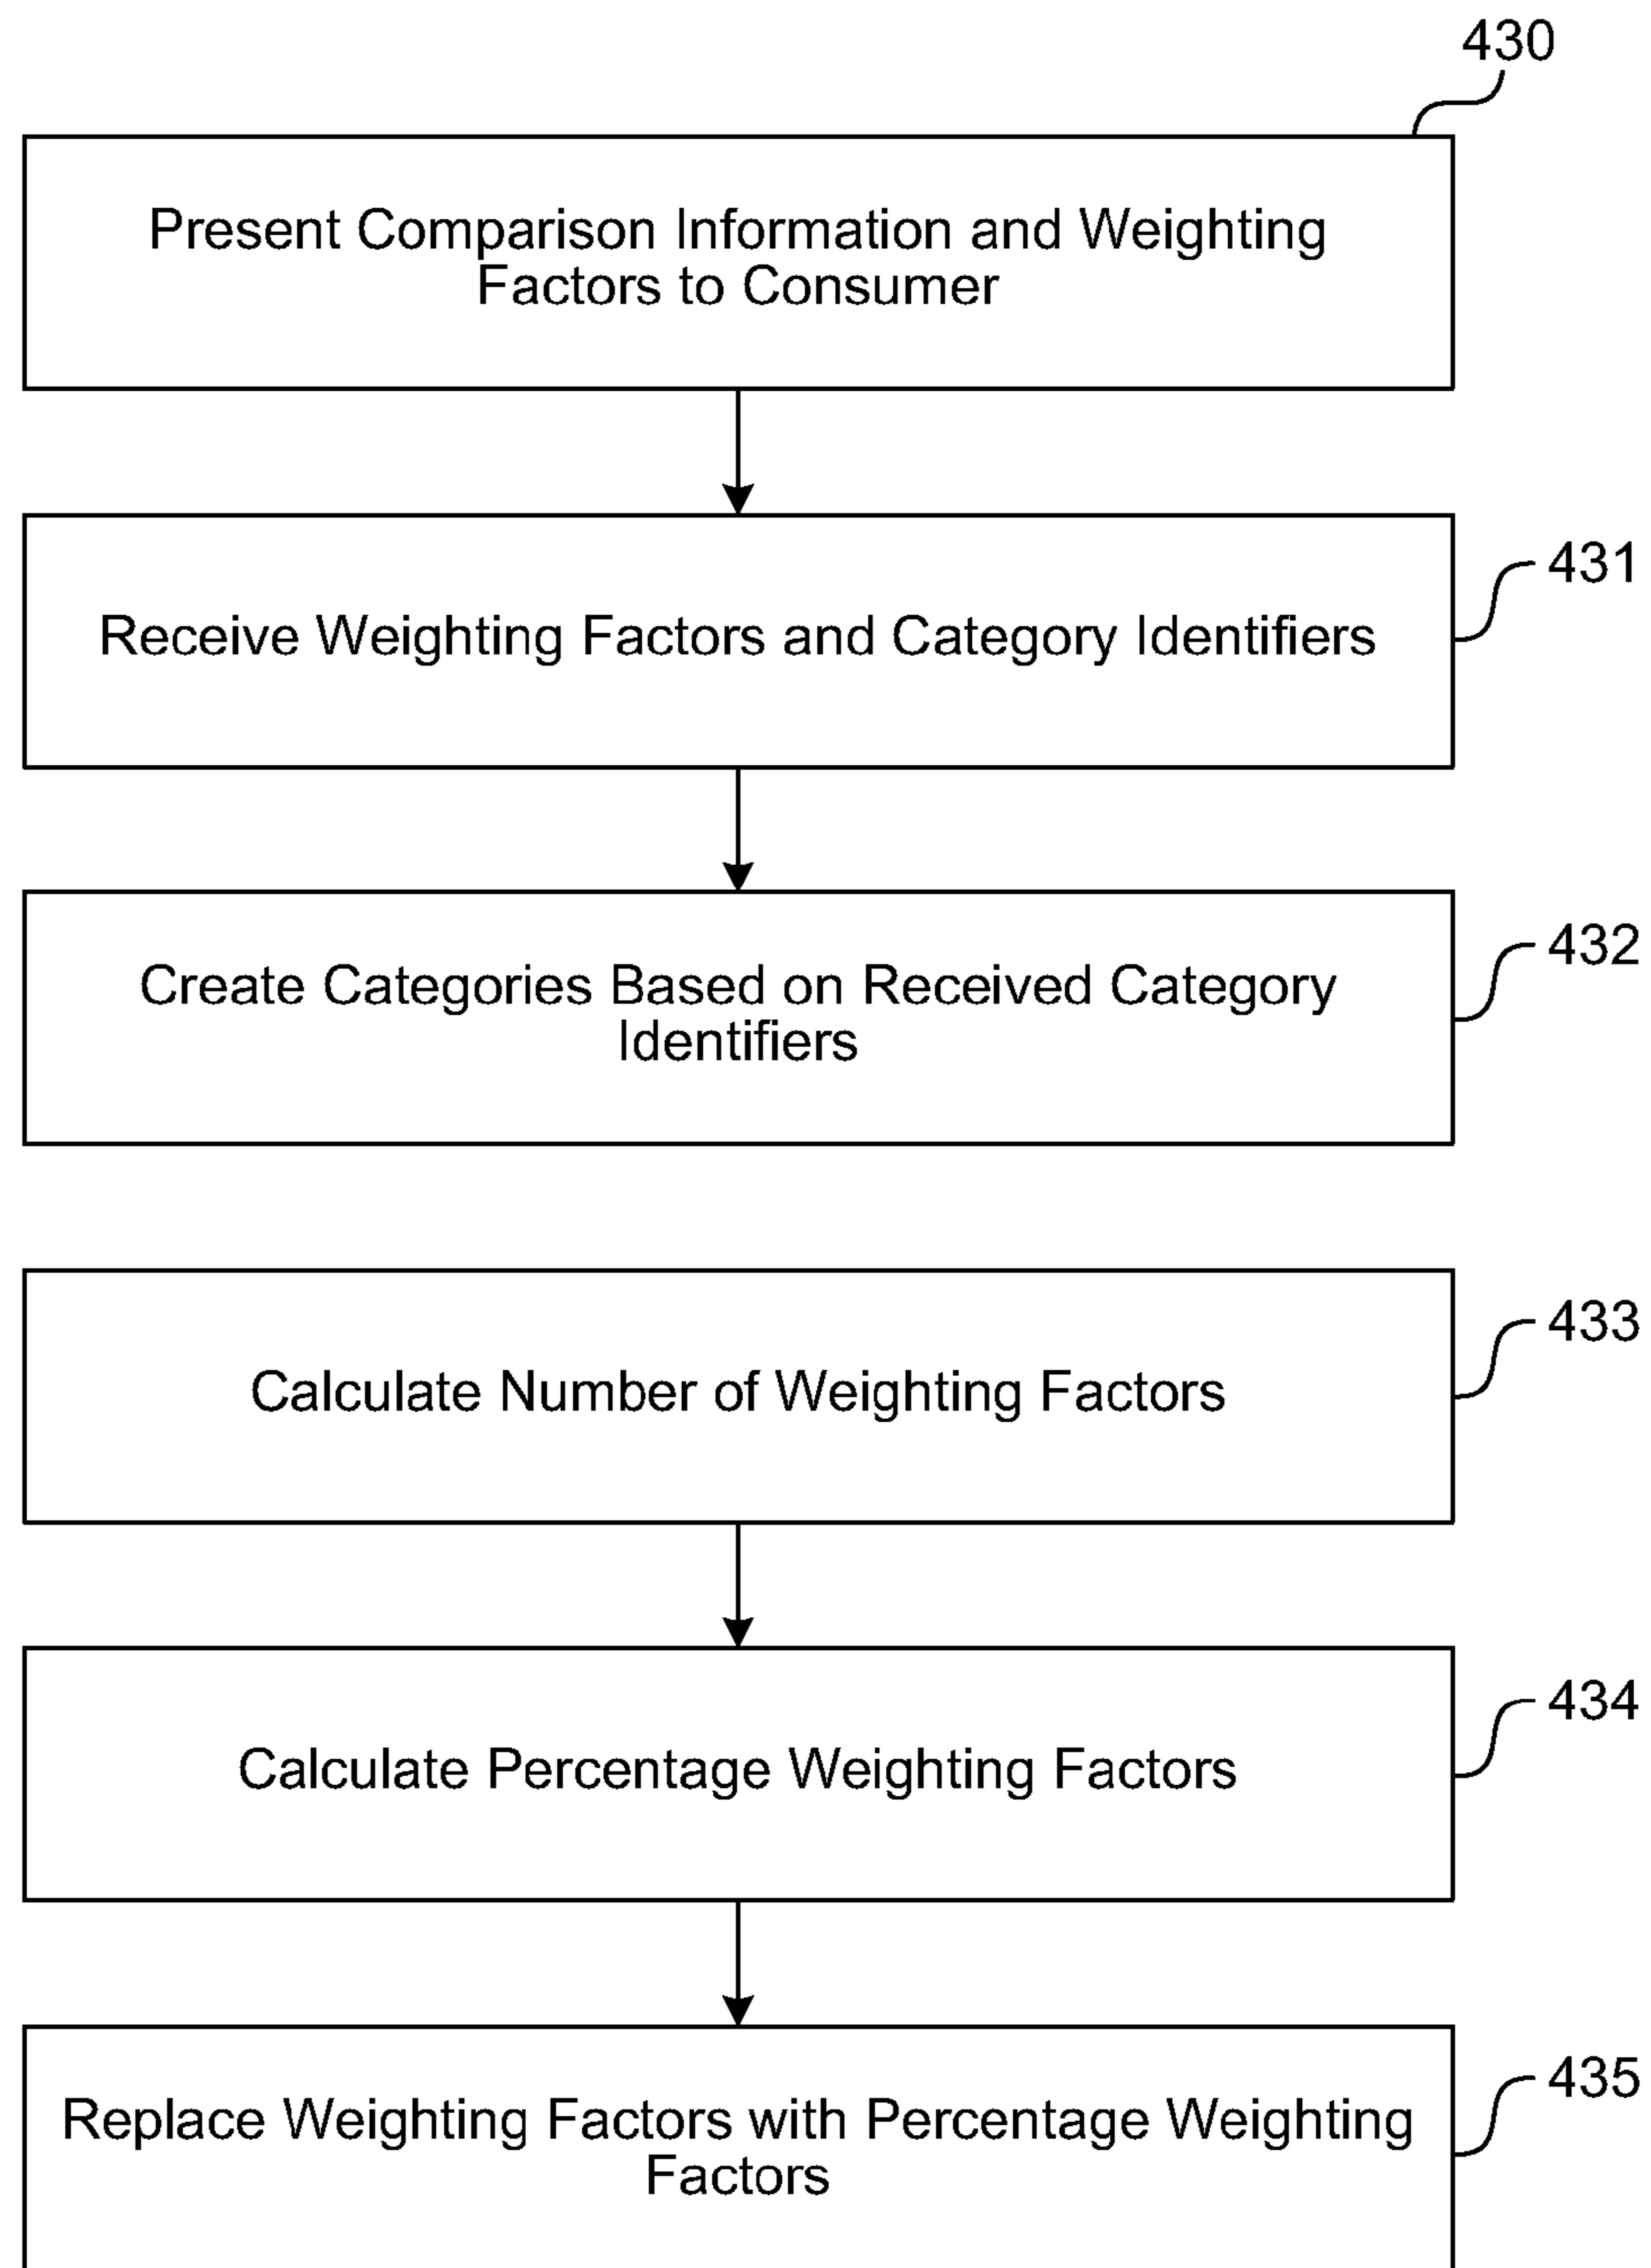 430
Present Comparison Information and Weighting
Factors to Consumer
431
Receive Weighting Factors and Category Identifiers
432
Create Categories Based on Received Category
Identifiers
433
Calculate Number of Weighting Factors
434
Calculate Percentage Weighting Factors
435
Replace Weighting Factors with Percentage Weighting
Factors